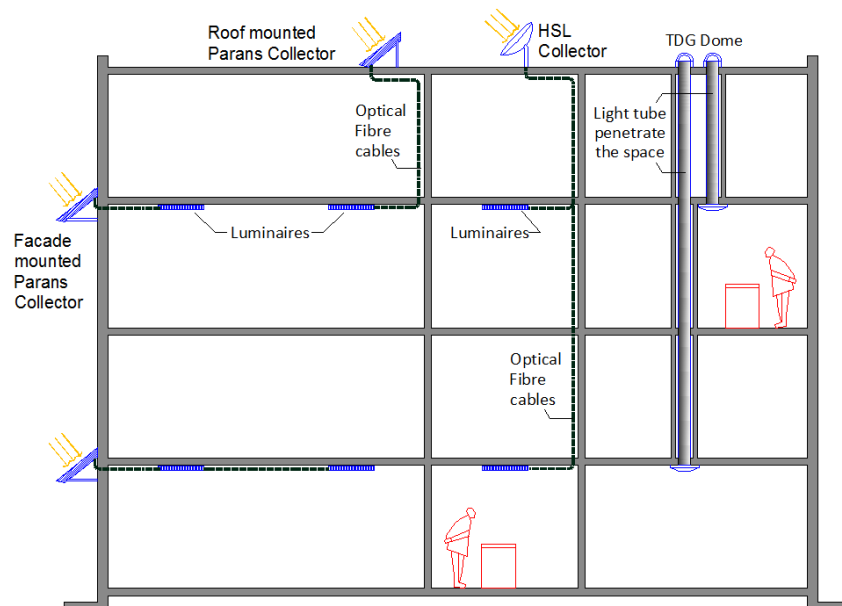 Roof mounted
Parans Collector
HSL
Collector
TDG Dome
Optical
Fibre
cables
Light tube
penetrate
the space
Luminaires
Luminaires
Facade
mounted
Parans
Collector
Optical
Fibre
cables